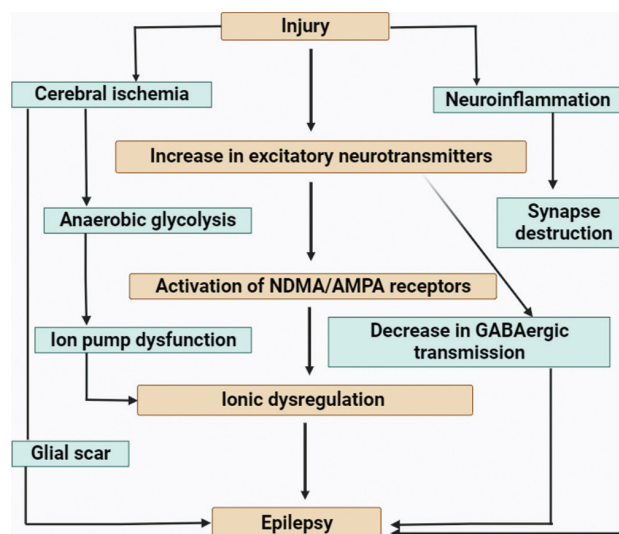 Injury
Cerebral ischemia
Neuroinflammation
Increase in excitatory neurotransmitters
Anaerobic glycolysis
Synapse
destruction
Activation of NDMA/AMPA receptors
Ion pump dysfunction
Decrease in GABAergic
transmission
Ionic dysregulation
Glial scar
Epilepsy